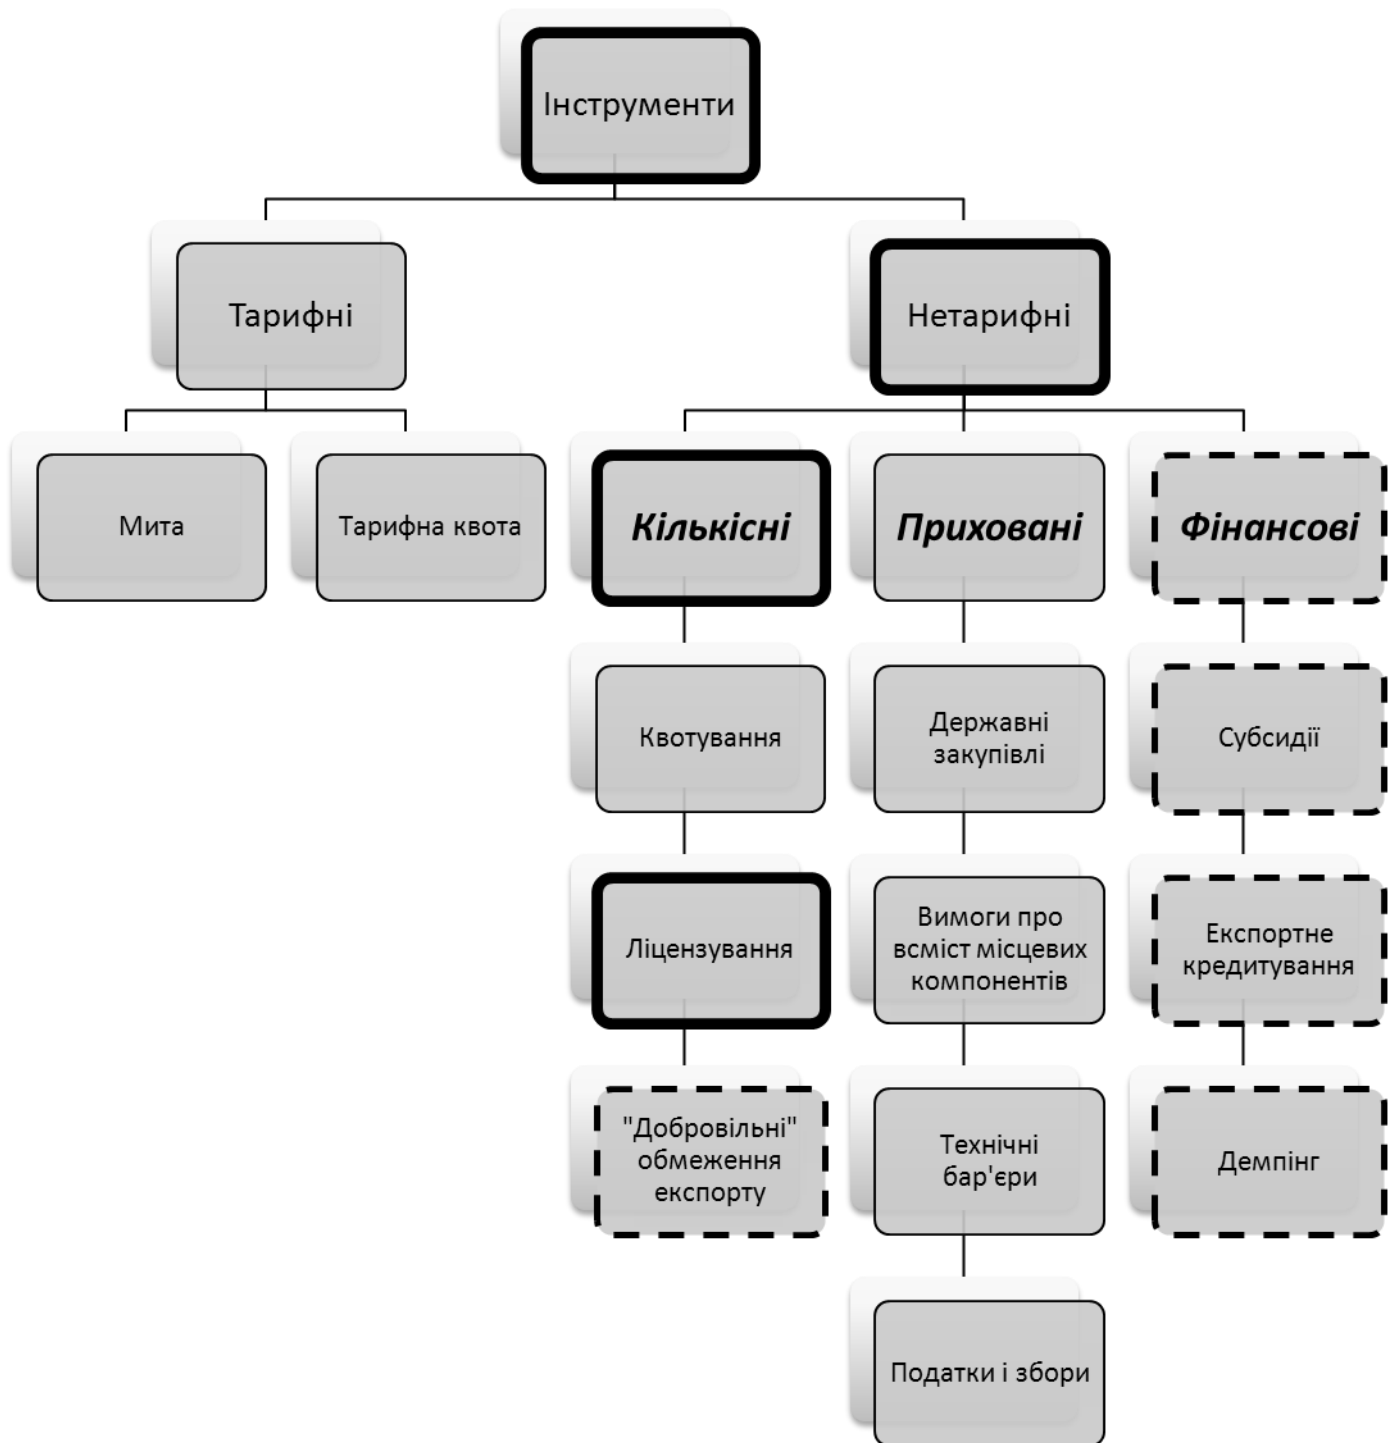 Інструменти
Тарифні
Нетарифні
Мита
Тарифна квота
Кількісні
Приховані
Фінансові
Квотування
Державні
закупівлі
Субсидії
Ліцензування
Вимоги про
всміст місцевих
компонентів
Експортне
кредитування
"Добровільні"
обмеження
експорту
Технічні
бар'єри
Демпінг
Податки і збори